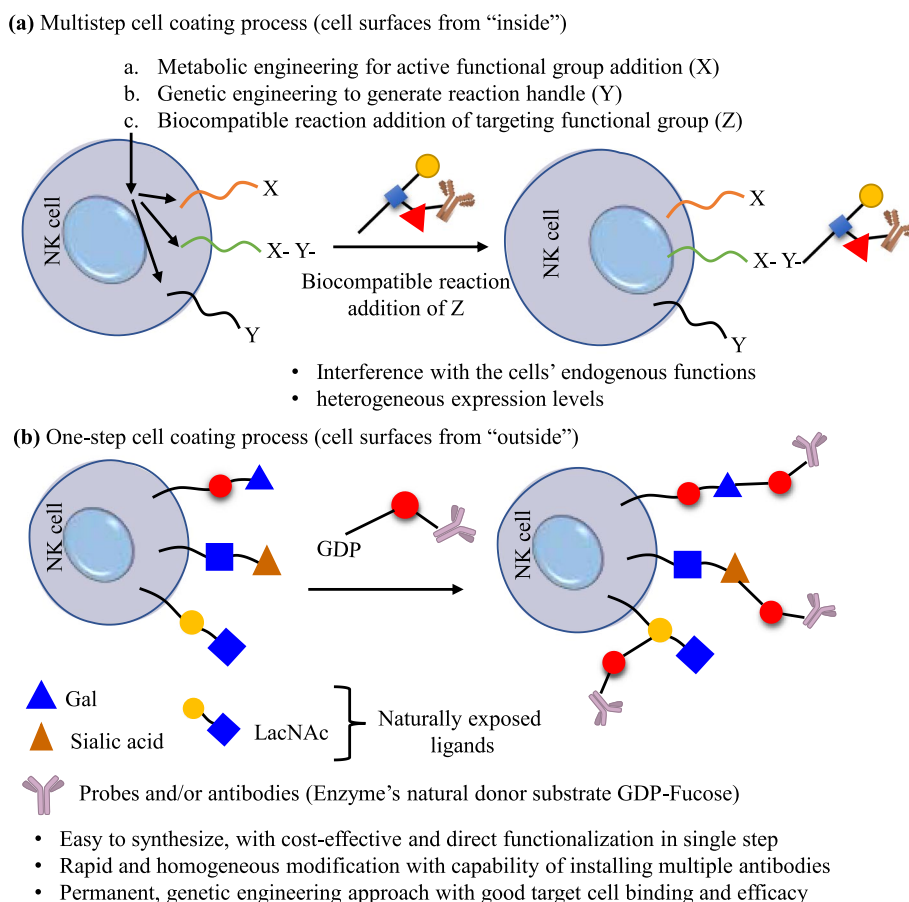 (a) Multistep cell coating process (cell surfaces from “inside”)
a. Metabolic engineering for active functional group addition (X)
b. Genetic engineering to generate reaction handle (Y)
c. Biocompatible reaction addition of targeting functional group (Z)
NK cell
X
X- Y-
Y
Biocompatible reaction
addition of Z
NK cell
X
X- Y-
Y
• Interference with the cells’ endogenous functions
• heterogeneous expression levels
(b) One-step cell coating process (cell surfaces from “outside”)
NK cell
GDP
NK cell
Gal
Sialic acid
LacNAc
Naturally exposed
ligands
Probes and/or antibodies (Enzyme’s natural donor substrate GDP-Fucose)
• Easy to synthesize, with cost-effective and direct functionalization in single step
• Rapid and homogeneous modification with capability of installing multiple antibodies
• Permanent, genetic engineering approach with good target cell binding and efficacy